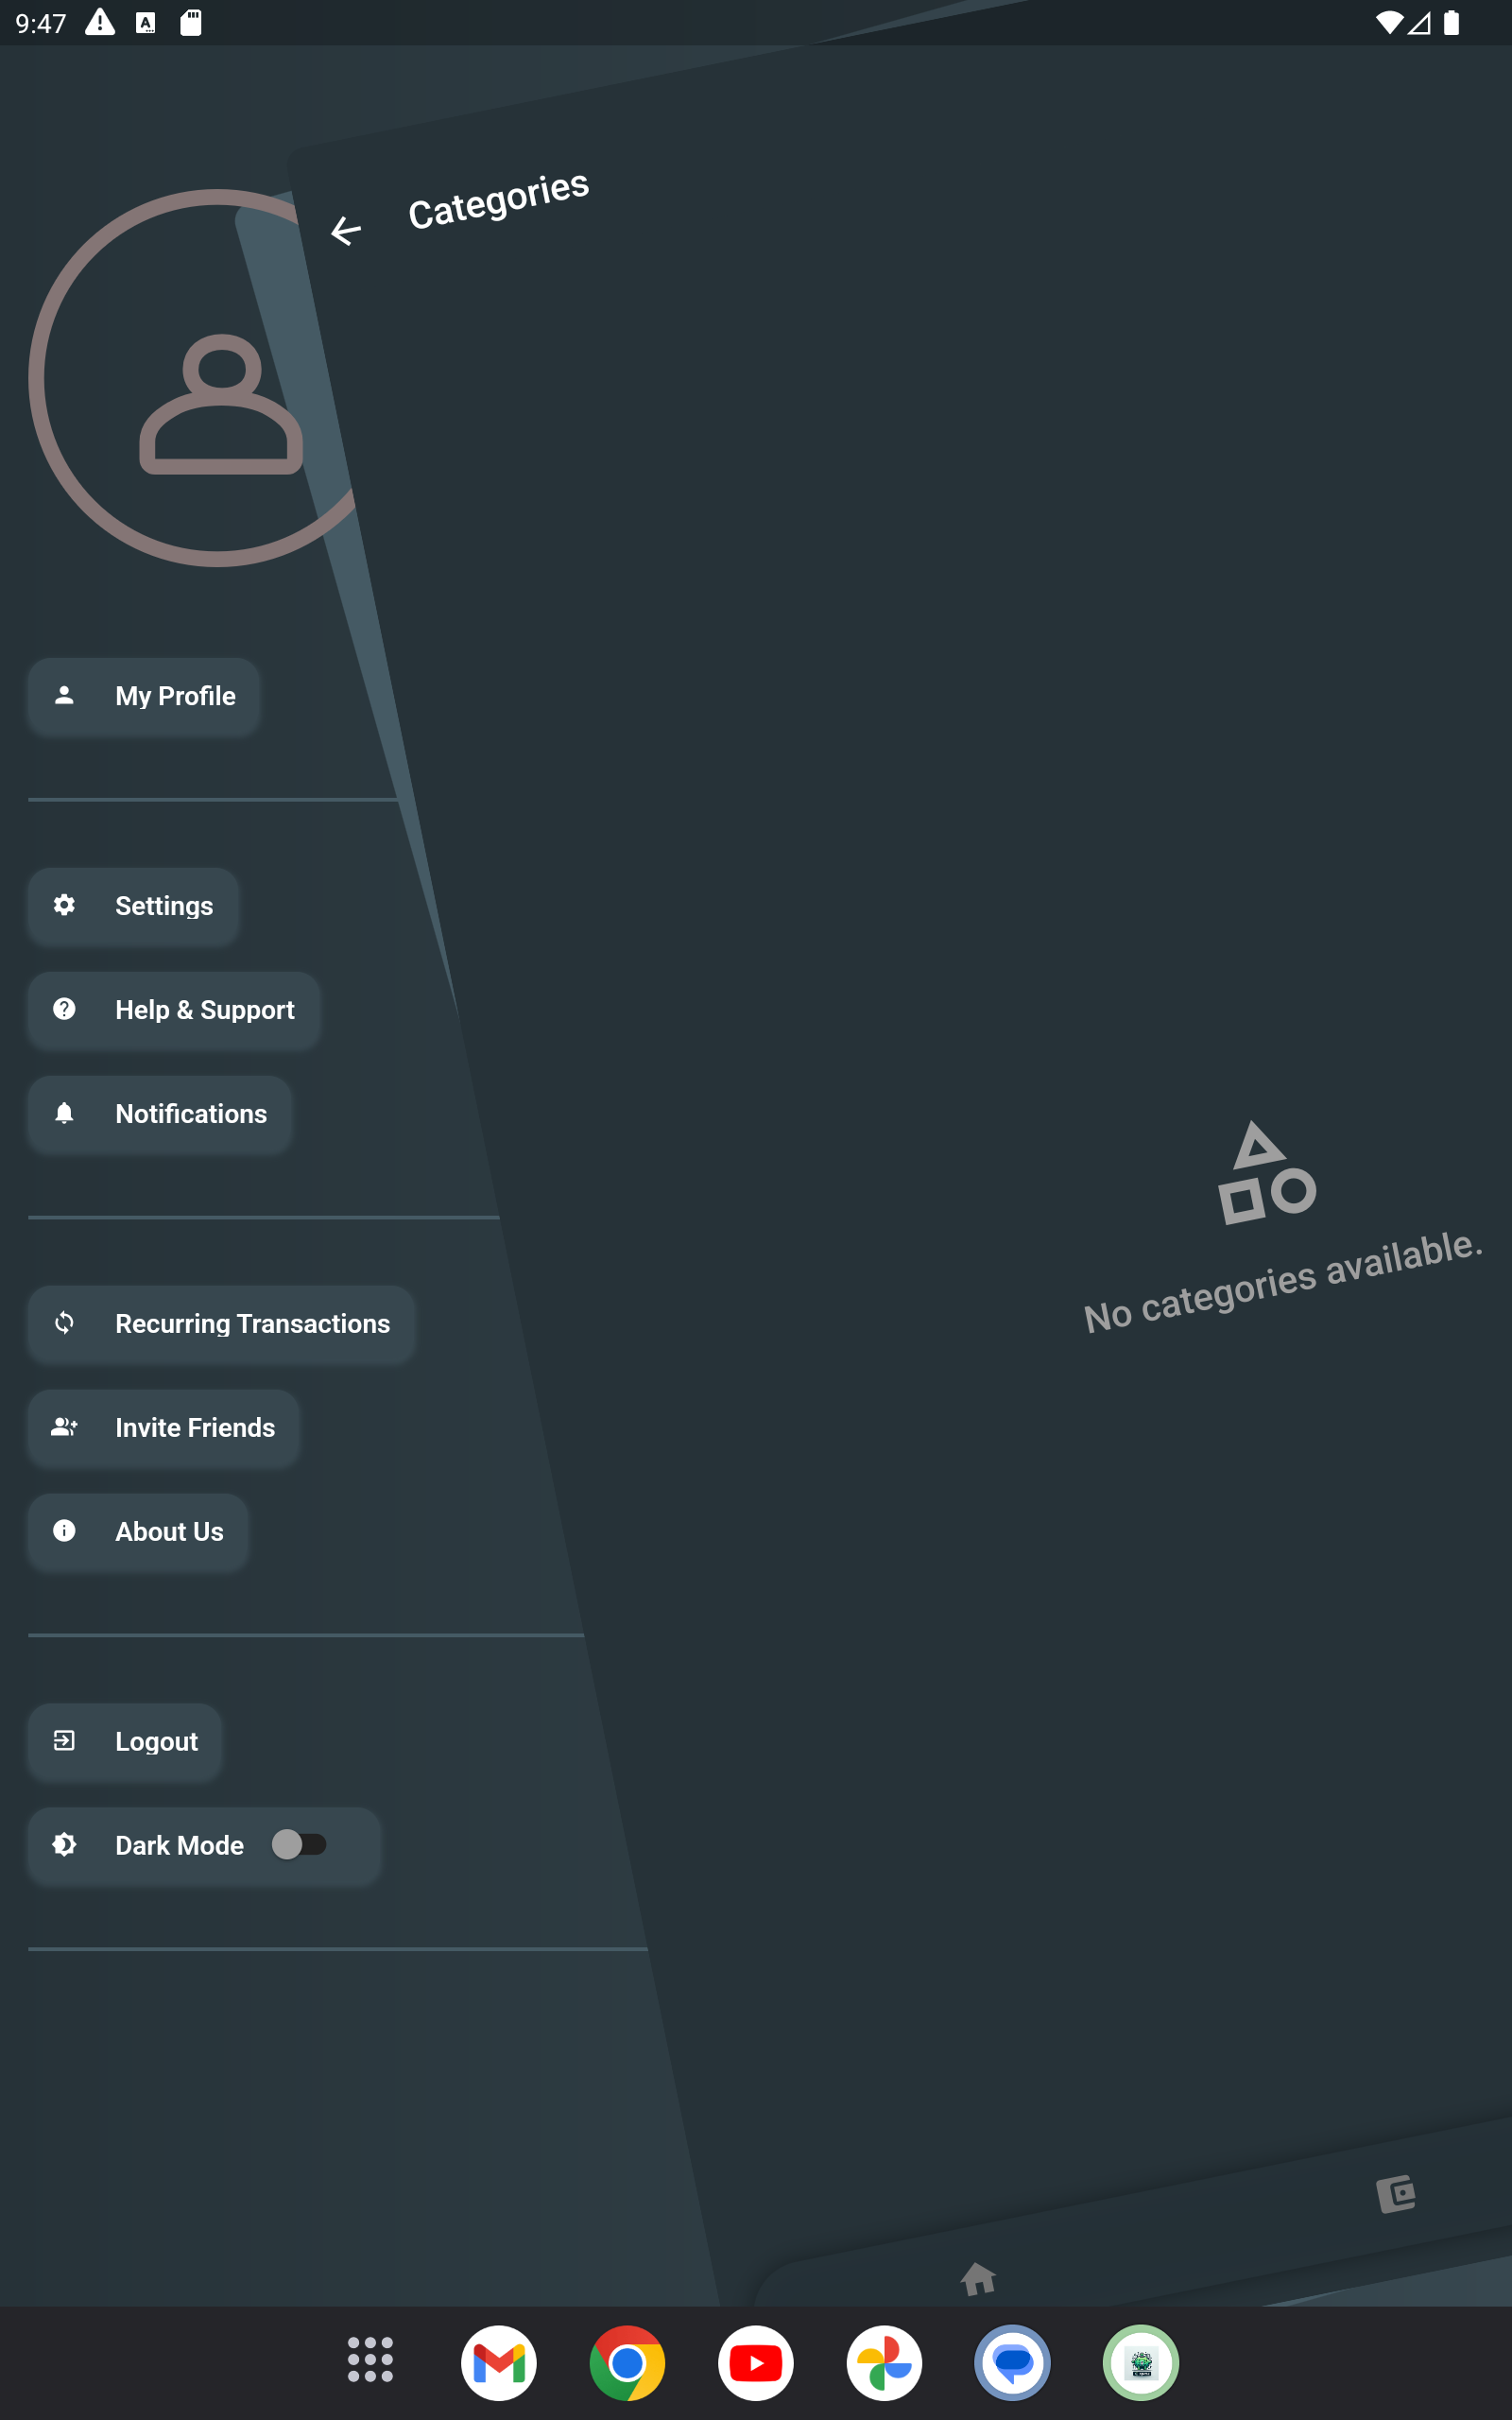 9:47
Categories
My Profile
Settings
Help & Support
Notifications
No categories available.
Recurring Transactions
Invite Friends
About Us
Logout
Dark Mode